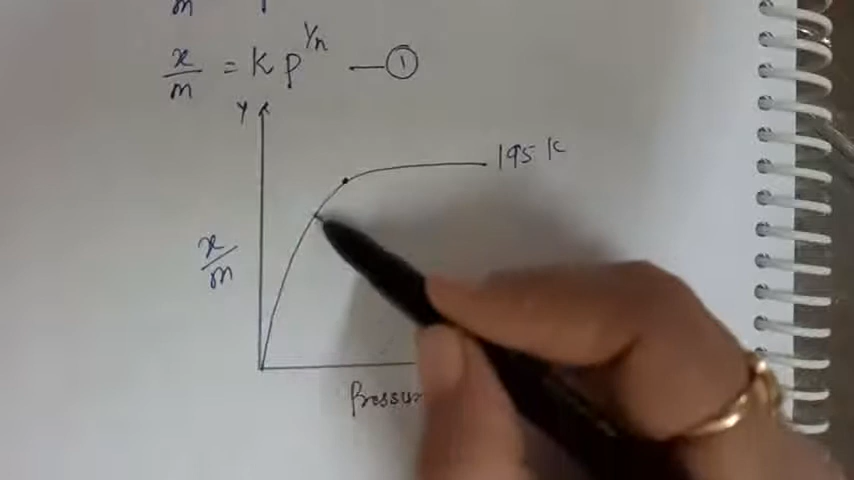 x/m = K p^1/n — ①
Y
195 K
x/m